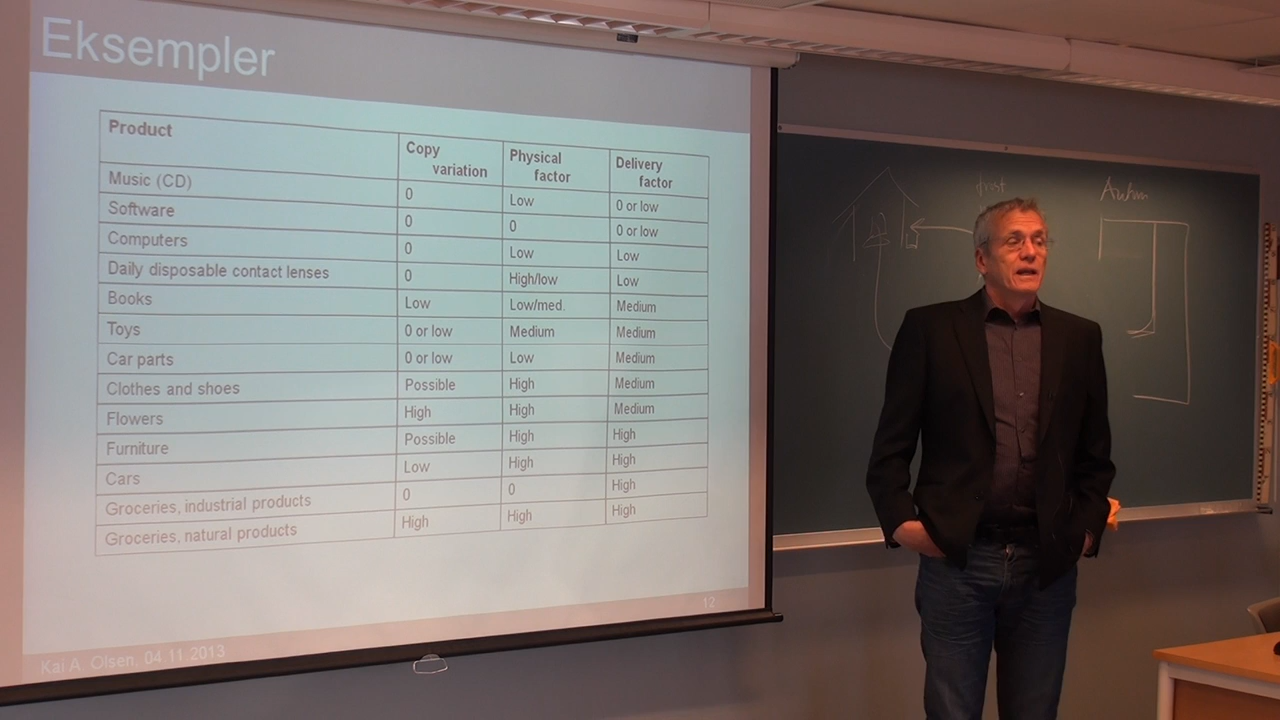 Eksempler
Product Copy variation Physical factor Delivery factor
Music (CD) 0 Low 0 or low
Software 0 0 0 or low
Computers 0 Low Low
Daily disposable contact lenses 0 High/low Low
Books Low Low/med. Medium
Toys 0 or low Medium Medium
Car parts 0 or low Low Medium
Clothes and shoes Possible High Medium
Flowers High High Medium
Furniture Possible High High
Cars Low High High
Groceries, industrial products 0 0 High
Groceries, natural products High High High
12
Kai A. Olsen, 04.11.2013